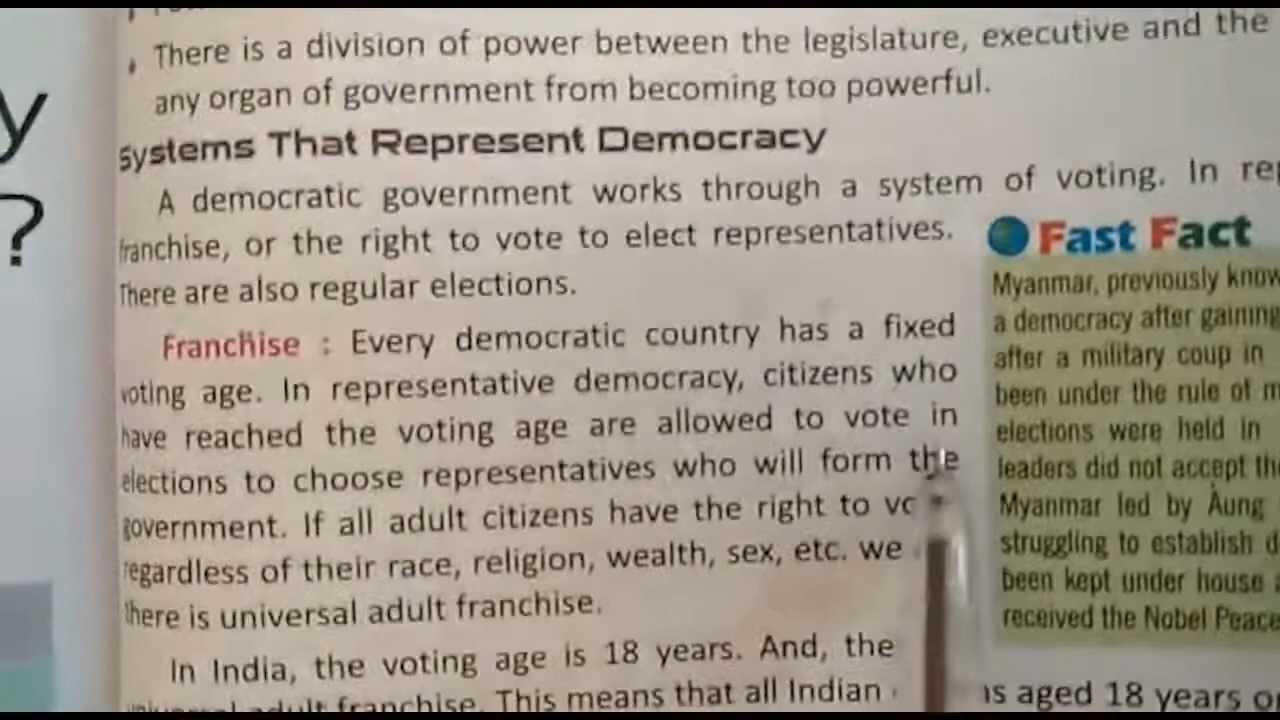 y
?
There is a division of power between the legislature, executive and the
any organ of government from becoming too powerful.
Systems That Represent Democracy
A democratic government works through a system of voting. In
franchise, or the right to vote to elect representatives.
There are also regular elections.
Franchise : Every democratic country has a fixed
voting age. In representative democracy, citizens who
have reached the voting age are allowed to vote in
elections to choose representatives who will form the
government. If all adult citizens have the right to
regardless of their race, religion, wealth, sex, etc. we
there is universal adult franchise.
In India, the voting age is 18 years. And, the
adult franchise. This means that all Indian
aged 18 years
Fast Fact
Myanmar, previously know
a democracy after gaining
after a military coup in
been under the rule of
elections were held in
leaders did not accept
Myanmar led by Aung
struggling to establish
been kept under house
received the Nobel Peace